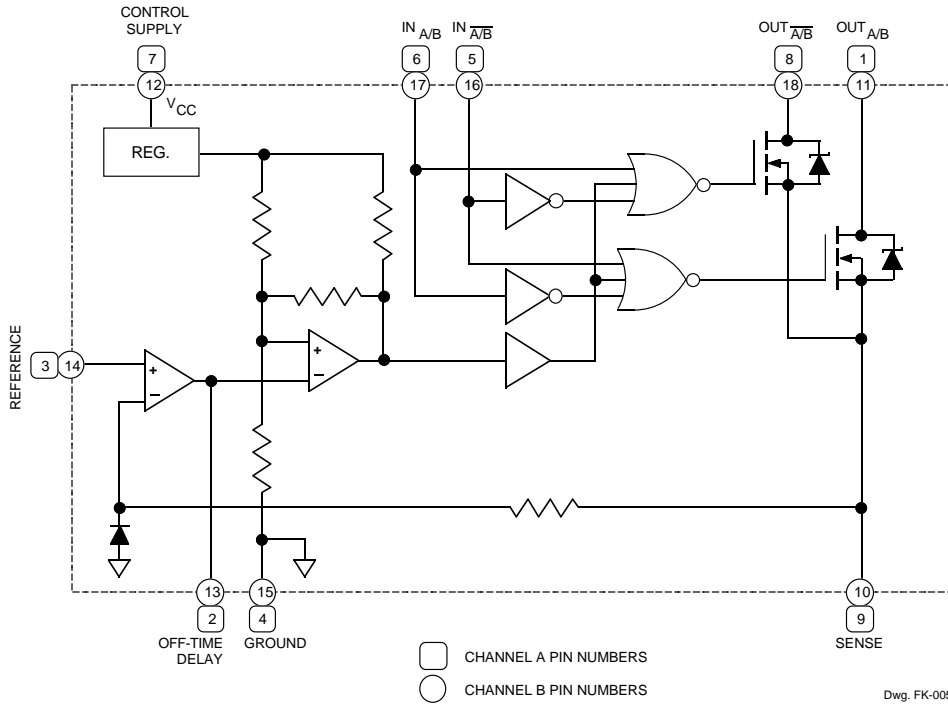 CONTROL
SUPPLY
IN A/B
IN A/B
OUT A/B
OUT A/B
7
6
5
8
1
12
17
16
18
11
VCC
REG.
REFERENCE
3
14
+
−
+
−
13
15
10
2
4
9
OFF-TIME
DELAY
GROUND
SENSE
CHANNEL A PIN NUMBERS
CHANNEL B PIN NUMBERS
Dwg. FK-005